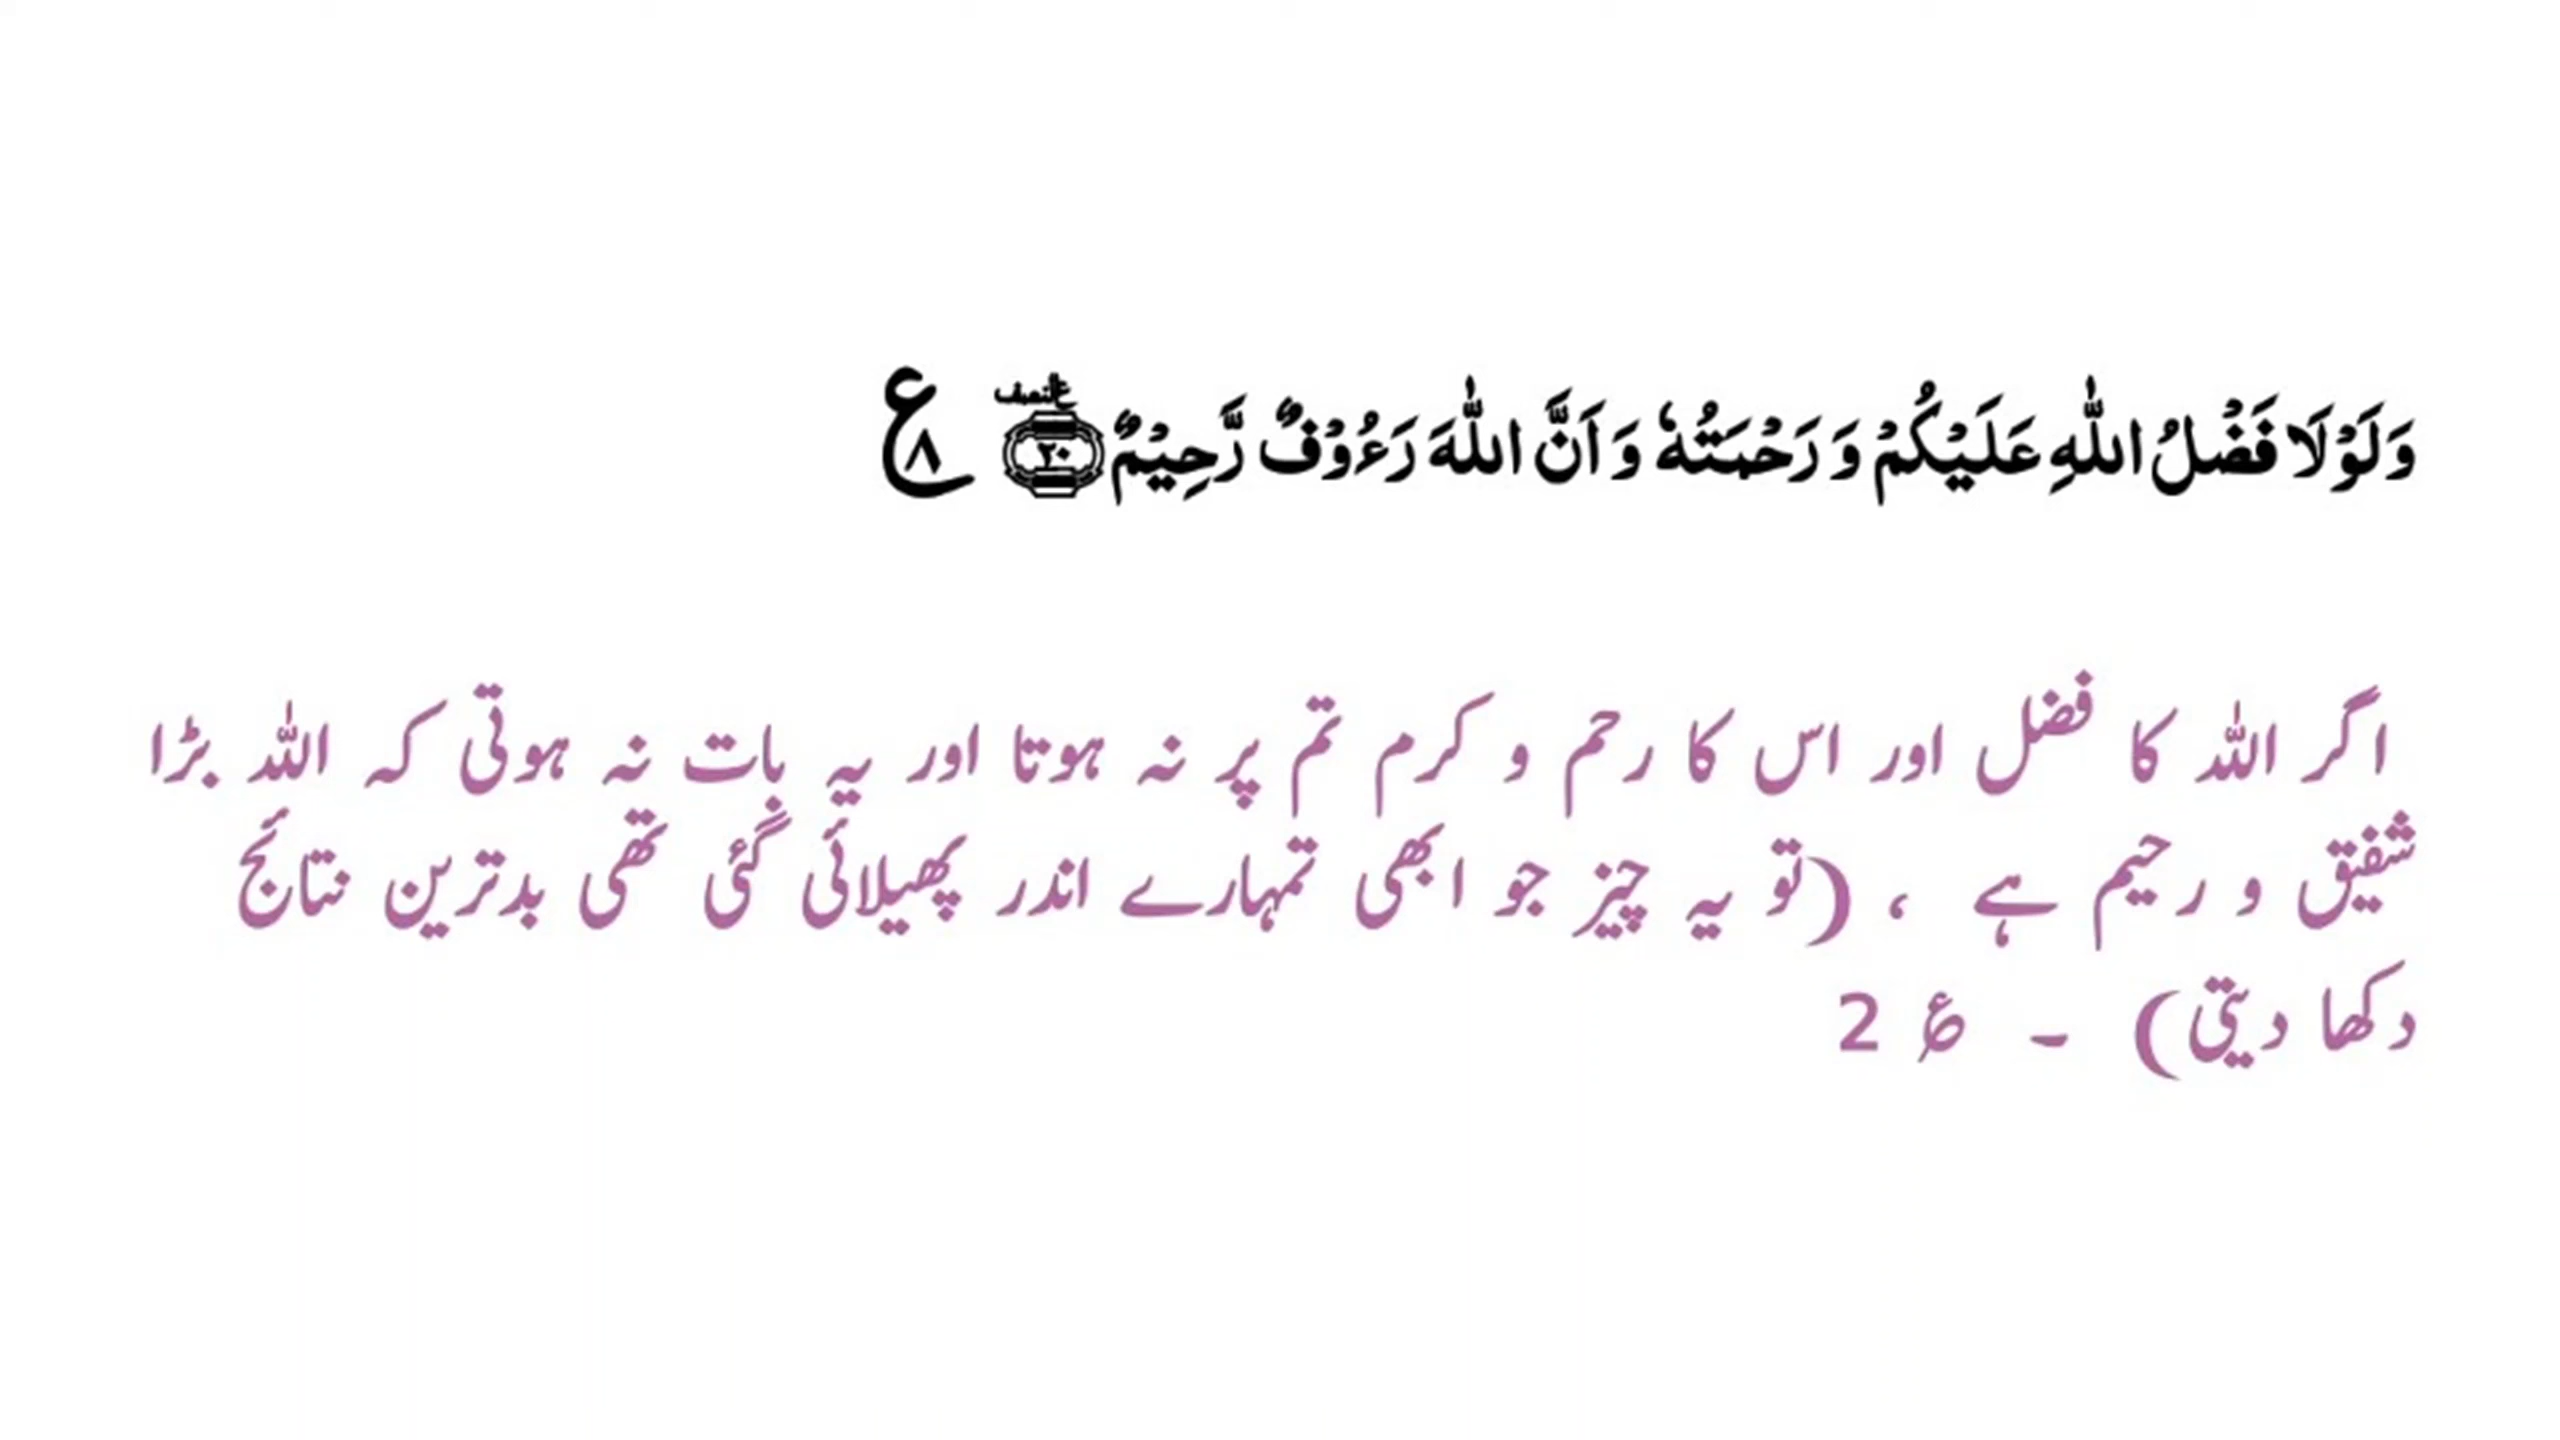 وَلَوْلَا فَضْلُ اللّٰهِ عَلَيْكُمْ وَ رَحْمَتُهٗ وَ اَنَّ اللّٰهَ رَءُوْفٌ رَّحِيْمٌ ۟۠ ۲۰ ع ۸
اگر اللہ کا فضل اور اس کا رحم و کرم تم پر نہ ہوتا اور یہ بات نہ ہوتی کہ اللہ بڑا
شفیق و رحیم ہے ، (تو یہ چیز جو ابھی تمہارے اندر پھیلائی گئی تھی بدترین نتائج
دکھا دیتی) ۔ ؏ 2